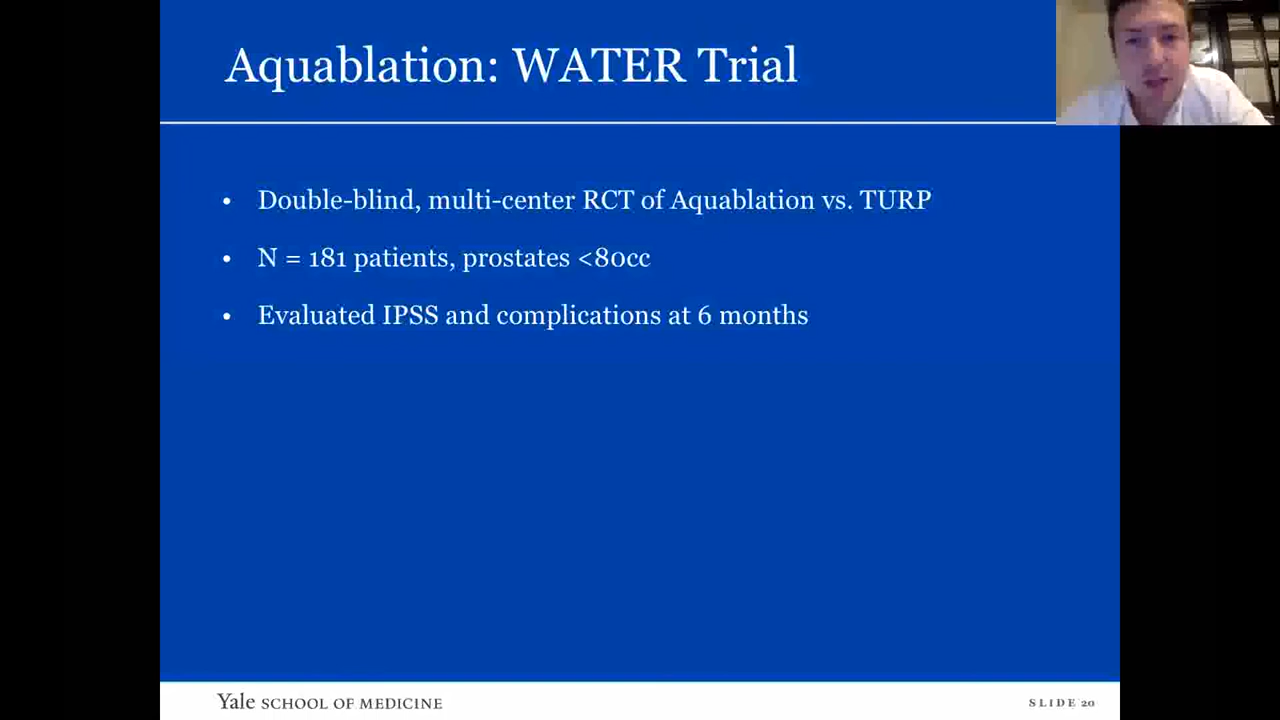 Aquablation: WATER Trial
• Double-blind, multi-center RCT of Aquablation vs. TURP
• N = 181 patients, prostates <80cc
• Evaluated IPSS and complications at 6 months
Yale SCHOOL OF MEDICINE
SLIDE 20